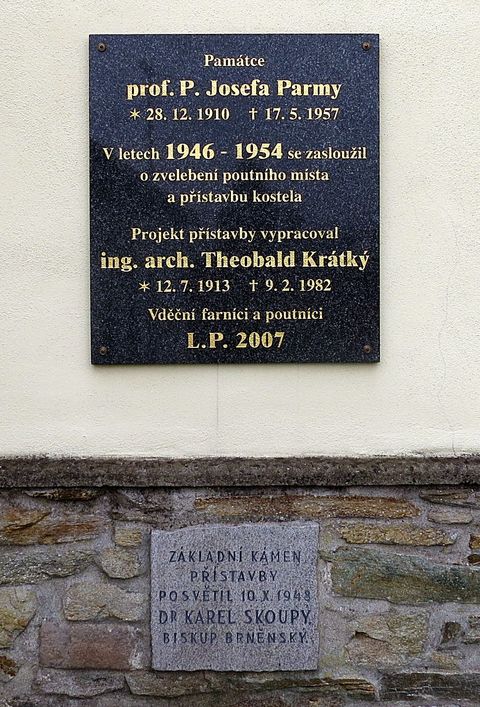 Památce
prof. P. Josefa Parmy
✶ 28. 12. 1910 † 17. 5. 1957
V letech 1946 - 1954 se zasloužil
o zvelebení poutního místa
a přístavbu kostela
Projekt přístavby vypracoval
ing. arch. Theobald Krátký
✶ 12. 7. 1913 † 9. 2. 1982
Vděční farníci a poutníci
L.P. 2007
ZÁKLADNÍ KÁMEN
PŘÍSTAVBY
POSVĚTIL 10.X.1948
DR KAREL SKOUPÝ,
BISKUP BRNĚNSKÝ.